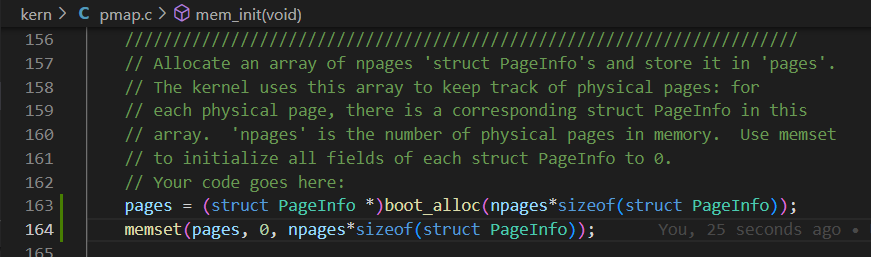 kern > C pmap.c > mem_init(void)
156 ////////////////////////////////////////////////////////////////////////
157 // Allocate an array of npages 'struct PageInfo's and store it in 'pages'.
158 // The kernel uses this array to keep track of physical pages: for
159 // each physical page, there is a corresponding struct PageInfo in this
160 // array.  'npages' is the number of physical pages in memory.  Use memset
161 // to initialize all fields of each struct PageInfo to 0.
162 // Your code goes here:
163 pages = (struct PageInfo *)boot_alloc(npages*sizeof(struct PageInfo));
164 memset(pages, 0, npages*sizeof(struct PageInfo)); You, 25 seconds ago •
165